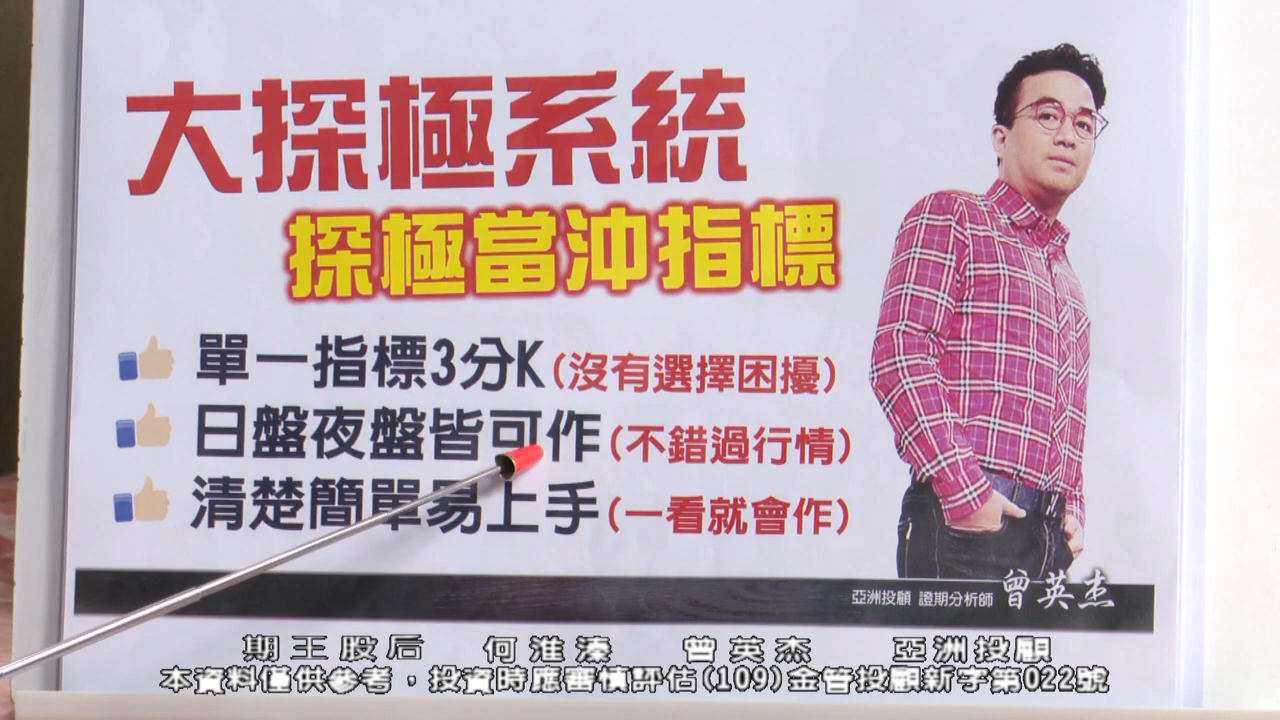 大探極系統
探極當沖指標
單一指標3分K(沒有選擇困擾)
日盤夜盤皆可作(不錯過行情)
清楚簡單易上手(一看就會作)
亞洲投顧 證期分析師 曾英杰
期王股后 何淮溱 曾英杰 亞洲投顧
本資料僅供參考，投資時應審慎評估(109)金管投顧新字第022號